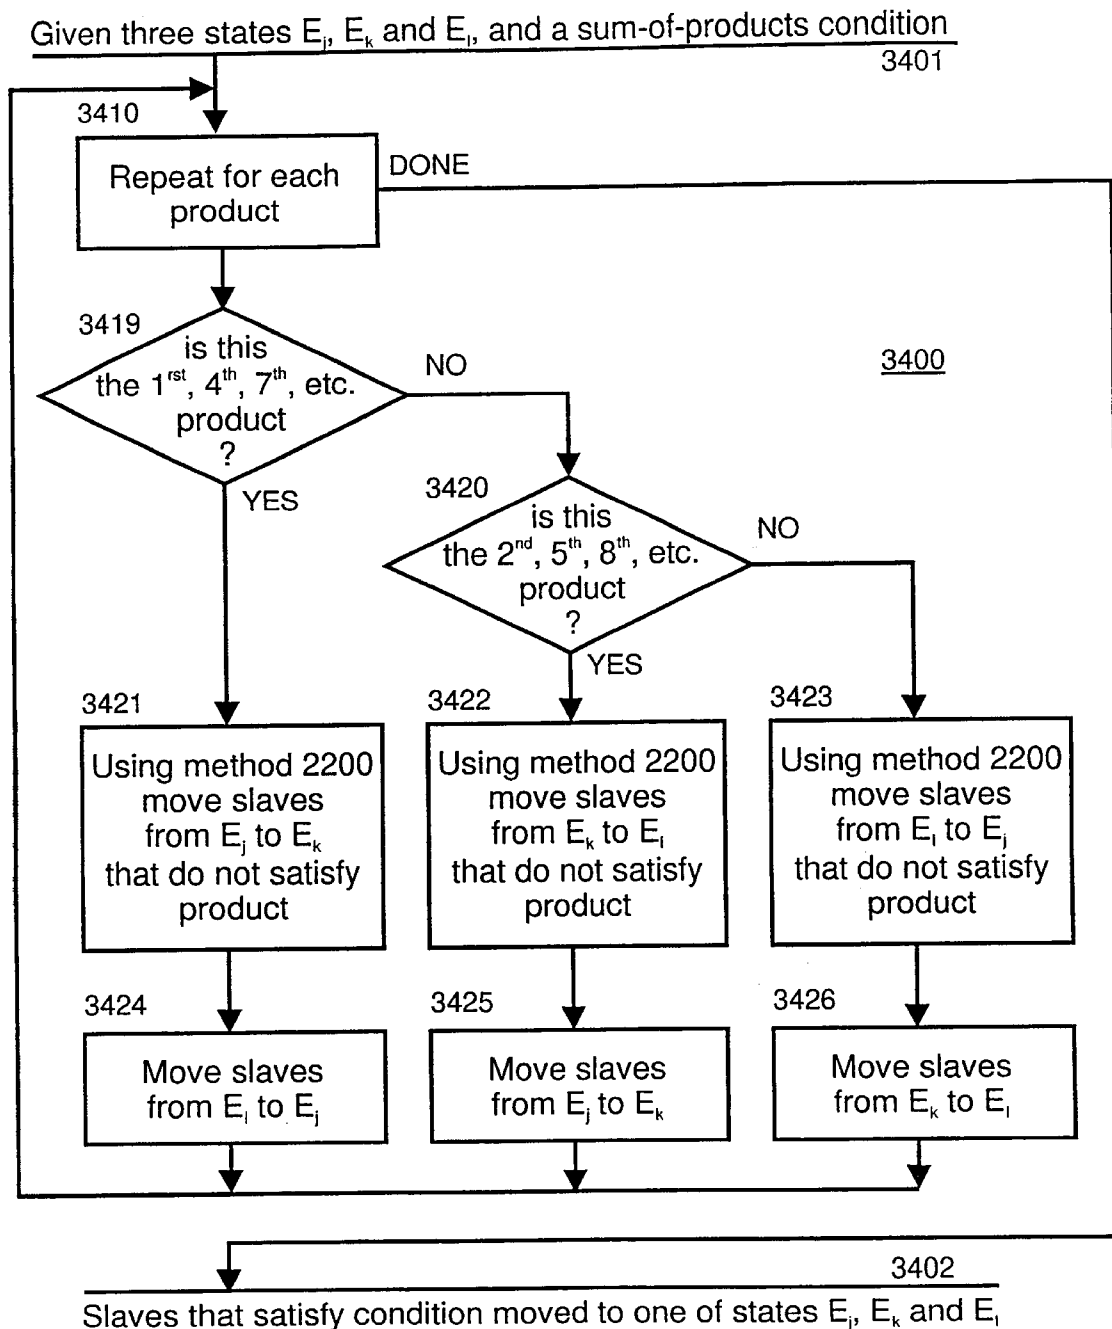 Given three states Ej, Ek and El, and a sum-of-products condition
3401
3410
Repeat for each
product
DONE
3419
is this
the 1rst, 4th, 7th, etc.
product
?
NO
YES
3400
3420
is this
the 2nd, 5th, 8th, etc.
product
?
NO
YES
3421
Using method 2200
move slaves
from Ej to Ek
that do not satisfy
product
3422
Using method 2200
move slaves
from Ek to El
that do not satisfy
product
3423
Using method 2200
move slaves
from El to Ej
that do not satisfy
product
3424
Move slaves
from El to Ej
3425
Move slaves
from Ej to Ek
3426
Move slaves
from Ek to El
3402
Slaves that satisfy condition moved to one of states Ej, Ek and El